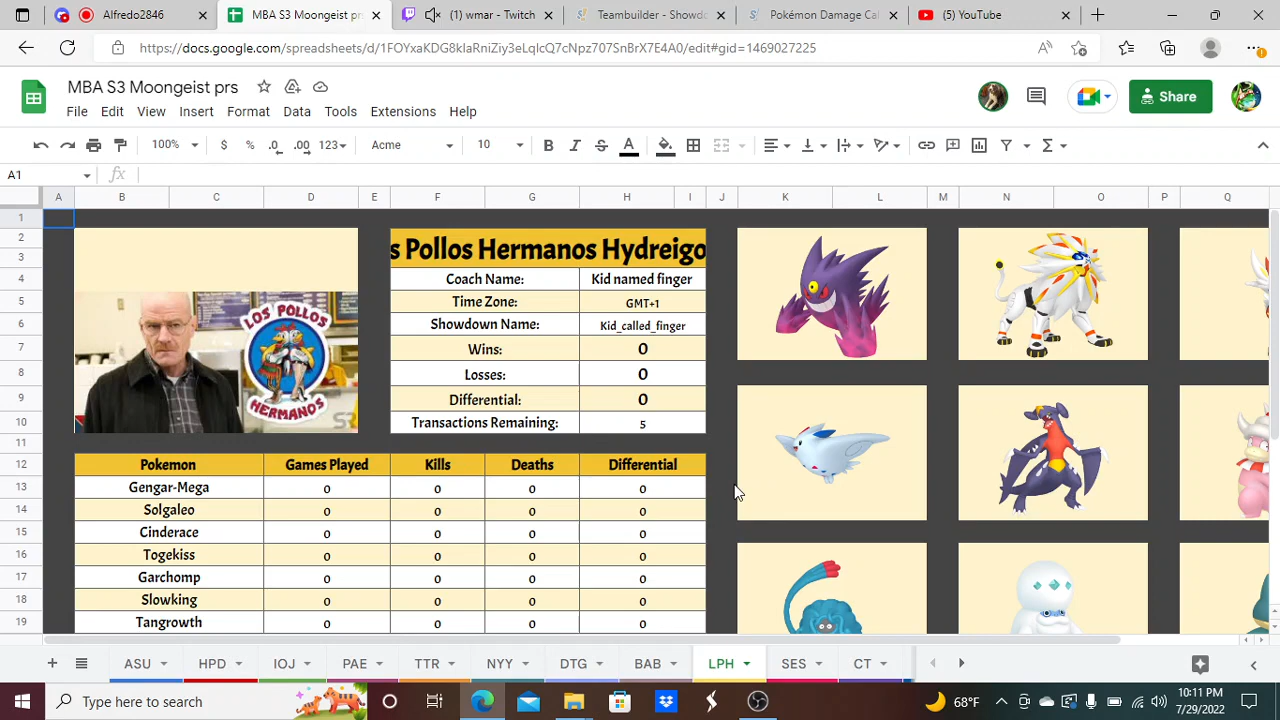 Alfredo2846
MBA S3 Moongeist prs
(1) wmar - Twitch
Teambuilder - Showdo
Pokémon Damage Cal
(5) YouTube
https://docs.google.com/spreadsheets/d/1FOYxaKDG8kIaRniZiy3eLqIcQ7cNpz707SnBrX7E4A0/edit#gid=1469027225
MBA S3 Moongeist prs
File Edit View Insert Format Data Tools Extensions Help
Share
100% $ % .0 .00 123 Acme 10 B I S A
A1 fx
A B C D E F G H I J K L M N O P Q
1
2 s Pollos Hermanos Hydreigo
3
4 Coach Name: Kid named finger
5 Time Zone: GMT+1
6 Showdown Name: Kid_called_finger
7 Wins: 0
8 Losses: 0
9 Differential: 0
10 Transactions Remaining: 5
LOS POLLOS
HERMANOS
11
12 Pokemon Games Played Kills Deaths Differential
13 Gengar-Mega 0 0 0 0
14 Solgaleo 0 0 0 0
15 Cinderace 0 0 0 0
16 Togekiss 0 0 0 0
17 Garchomp 0 0 0 0
18 Slowking 0 0 0 0
19 Tangrowth 0 0 0 0
ASU HPD IOJ PAE TTR NYY DTG BAB LPH SES CT
Type here to search
68°F
10:11 PM
7/29/2022